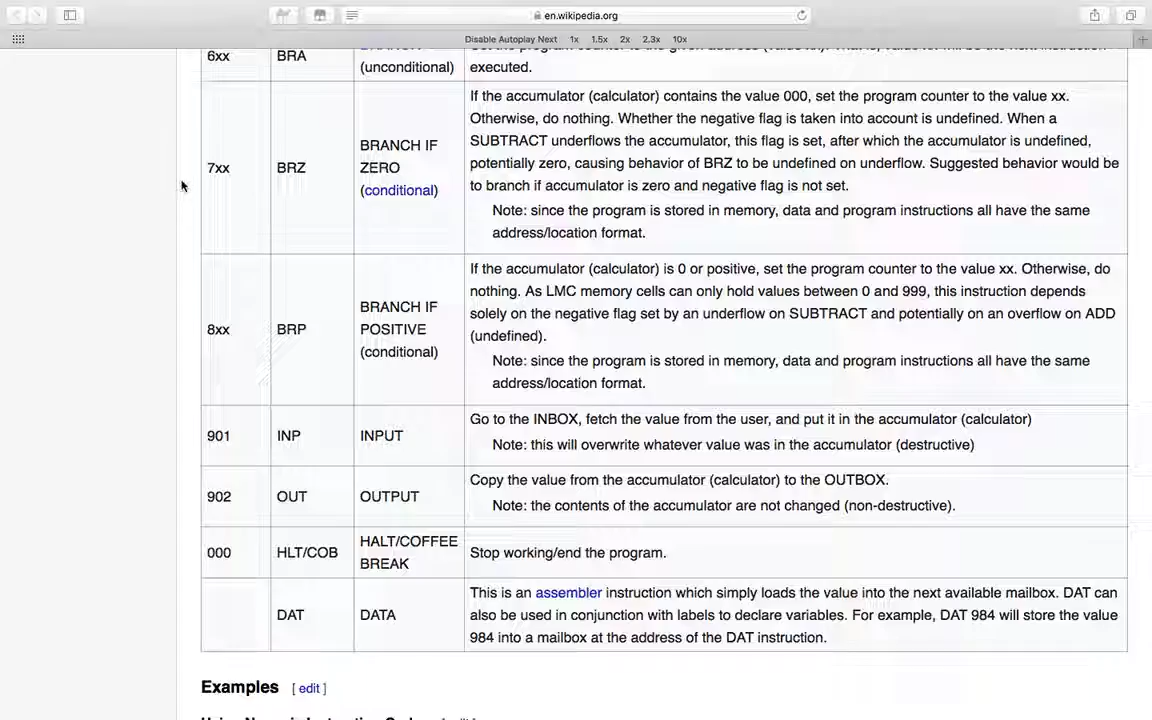 en.wikipedia.org
Disable Autoplay Next 1x 1.5x 2x 2.3x 10x
6xx BRA (unconditional) executed.
If the accumulator (calculator) contains the value 000, set the program counter to the value xx.
Otherwise, do nothing. Whether the negative flag is taken into account is undefined. When a
SUBTRACT underflows the accumulator, this flag is set, after which the accumulator is undefined,
7xx BRZ BRANCH IF ZERO (conditional)
potentially zero, causing behavior of BRZ to be undefined on underflow. Suggested behavior would be
to branch if accumulator is zero and negative flag is not set.
Note: since the program is stored in memory, data and program instructions all have the same
address/location format.
If the accumulator (calculator) is 0 or positive, set the program counter to the value xx. Otherwise, do
nothing. As LMC memory cells can only hold values between 0 and 999, this instruction depends
8xx BRP BRANCH IF POSITIVE (conditional)
solely on the negative flag set by an underflow on SUBTRACT and potentially on an overflow on ADD
(undefined).
Note: since the program is stored in memory, data and program instructions all have the same
address/location format.
901 INP INPUT
Go to the INBOX, fetch the value from the user, and put it in the accumulator (calculator)
Note: this will overwrite whatever value was in the accumulator (destructive)
902 OUT OUTPUT
Copy the value from the accumulator (calculator) to the OUTBOX.
Note: the contents of the accumulator are not changed (non-destructive).
000 HLT/COB HALT/COFFEE BREAK
Stop working/end the program.
DAT DATA
This is an assembler instruction which simply loads the value into the next available mailbox. DAT can
also be used in conjunction with labels to declare variables. For example, DAT 984 will store the value
984 into a mailbox at the address of the DAT instruction.
Examples [ edit ]